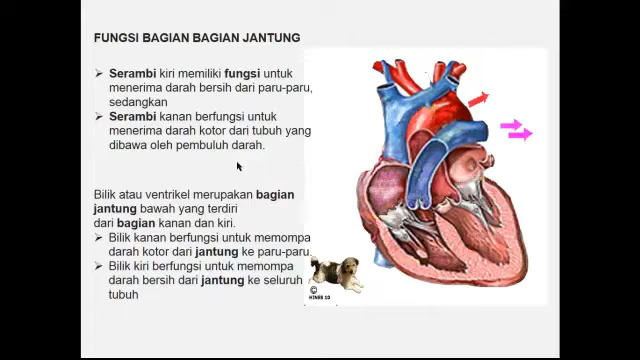 FUNGSI BAGIAN BAGIAN JANTUNG
➢ Serambi kiri memiliki fungsi untuk
menerima darah bersih dari paru-paru,
sedangkan
➢ Serambi kanan berfungsi untuk
menerima darah kotor dari tubuh yang
dibawa oleh pembuluh darah.
Bilik atau ventrikel merupakan bagian
jantung bawah yang terdiri
dari bagian kanan dan kiri.
➢ Bilik kanan berfungsi untuk memompa
darah kotor dari jantung ke paru-paru.
➢ Bilik kiri berfungsi untuk memompa
darah bersih dari jantung ke seluruh
tubuh
©
HINES 10